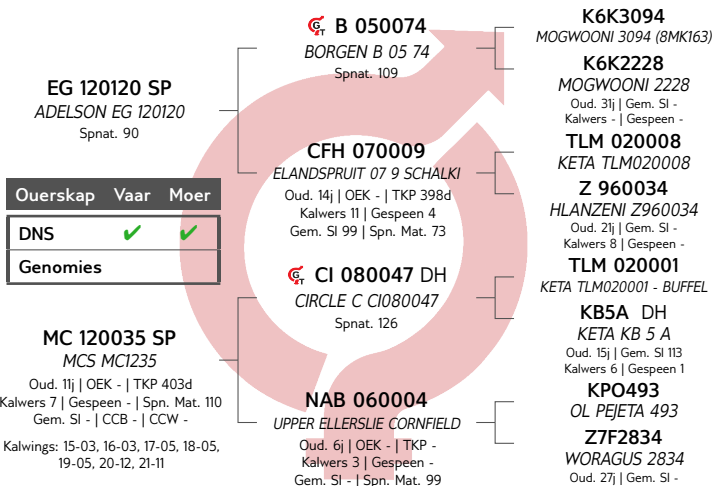 EG 120120 SP
ADELSON EG 120120
Spnat. 90
Ouerskap Vaar Moer
DNS ✔ ✔
Genomies
MC 120035 SP
MCS MC1235
Oud. 11j | OEK - | TKP 403d
Kalwers 7 | Gespeen - | Spn. Mat. 110
Gem. SI - | CCB - | CCW -
Kalwings: 15-03, 16-03, 17-05, 18-05,
19-05, 20-12, 21-11
GT B 050074
BORGEN B 05 74
Spnat. 109
CFH 070009
ELANDSPRUIT 07 9 SCHALKI
Oud. 14j | OEK - | TKP 398d
Kalwers 11 | Gespeen 4
Gem. SI 99 | Spn. Mat. 73
GT CI 080047 DH
CIRCLE C CI080047
Spnat. 126
NAB 060004
UPPER ELLERSLIE CORNFIELD
Oud. 6j | OEK - | TKP -
Kalwers 3 | Gespeen -
Gem. SI - | Spn. Mat. 99
K6K3094
MOGWOONI 3094 (8MK163)
K6K2228
MOGWOONI 2228
Oud. 31j | Gem. SI -
Kalwers - | Gespeen -
TLM 020008
KETA TLM020008
Z 960034
HLANZENI Z960034
Oud. 21j | Gem. SI -
Kalwers 8 | Gespeen -
TLM 020001
KETA TLM020001 - BUFFEL
KB5A DH
KETA KB 5 A
Oud. 15j | Gem. SI 113
Kalwers 6 | Gespeen 1
KPO493
OL PEJETA 493
Z7F2834
WORAGUS 2834
Oud. 27j | Gem. SI -